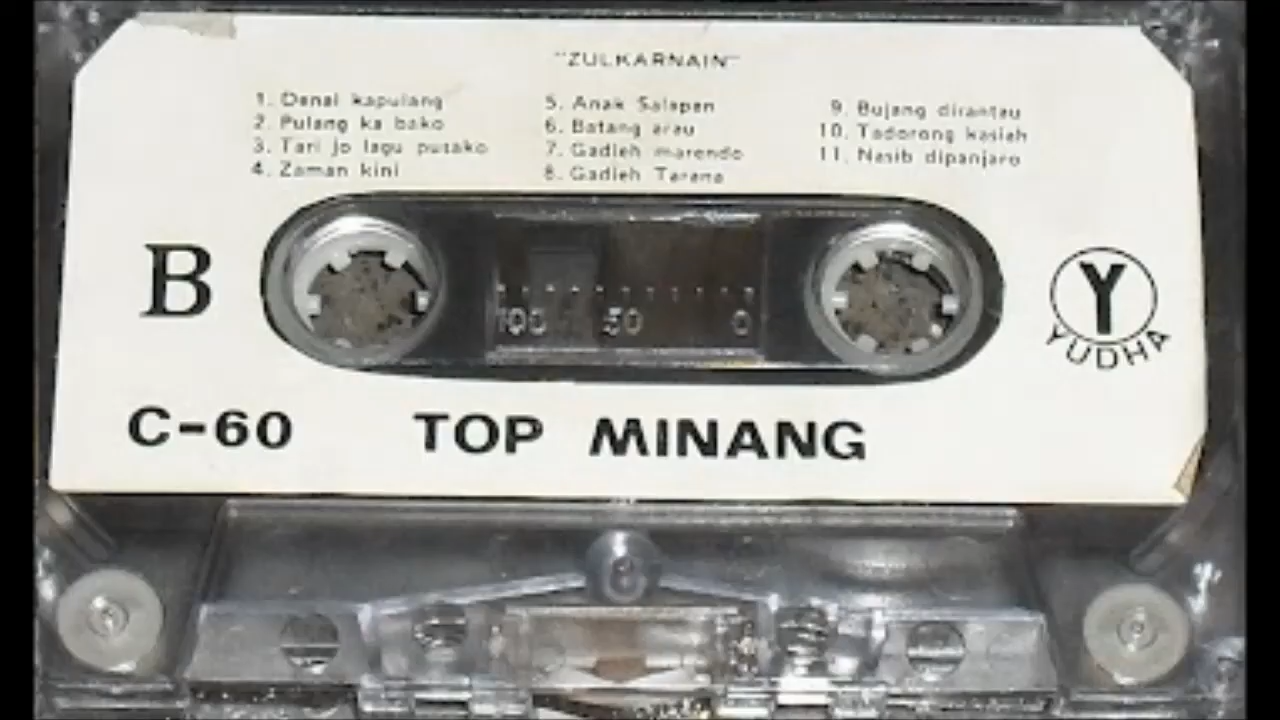 "ZULKARNAIN"
1. Denai kapulang
2. Pulang ka bako
3. Tari jo lagu pusako
4. Zaman kini
5. Anak Salapan
6. Batang arau
7. Gadieh marendo
8. Gadieh Tarana
9. Bujang dirantau
10. Tadorong kasiah
11. Nasib dipanjaro
B
100 50 0
Y
YUDHA
C-60 TOP MINANG